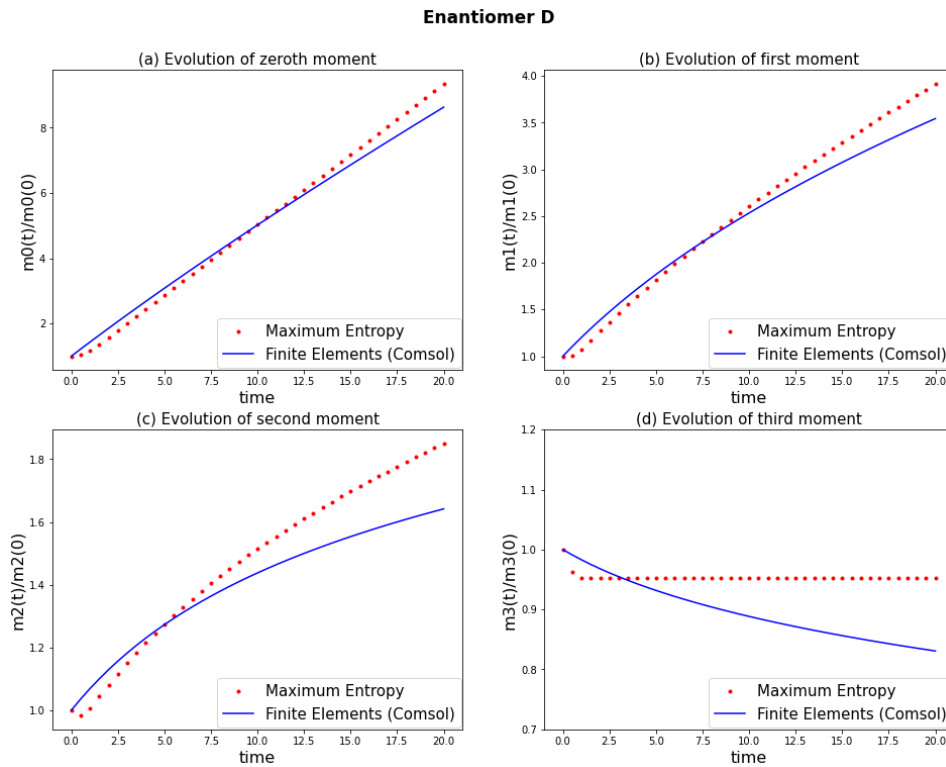 Enantiomer D
(a) Evolution of zeroth moment
m0(t)/m0(0)
8
6
4
2
Maximum Entropy
Finite Elements (Comsol)
0.0 2.5 5.0 7.5 10.0 12.5 15.0 17.5 20.0
time
(b) Evolution of first moment
m1(t)/m1(0)
4.0
3.5
3.0
2.5
2.0
1.5
1.0
Maximum Entropy
Finite Elements (Comsol)
0.0 2.5 5.0 7.5 10.0 12.5 15.0 17.5 20.0
time
(c) Evolution of second moment
m2(t)/m2(0)
1.8
1.6
1.4
1.2
1.0
Maximum Entropy
Finite Elements (Comsol)
0.0 2.5 5.0 7.5 10.0 12.5 15.0 17.5 20.0
time
(d) Evolution of third moment
m3(t)/m3(0)
1.2
1.1
1.0
0.9
0.8
0.7
Maximum Entropy
Finite Elements (Comsol)
0.0 2.5 5.0 7.5 10.0 12.5 15.0 17.5 20.0
time